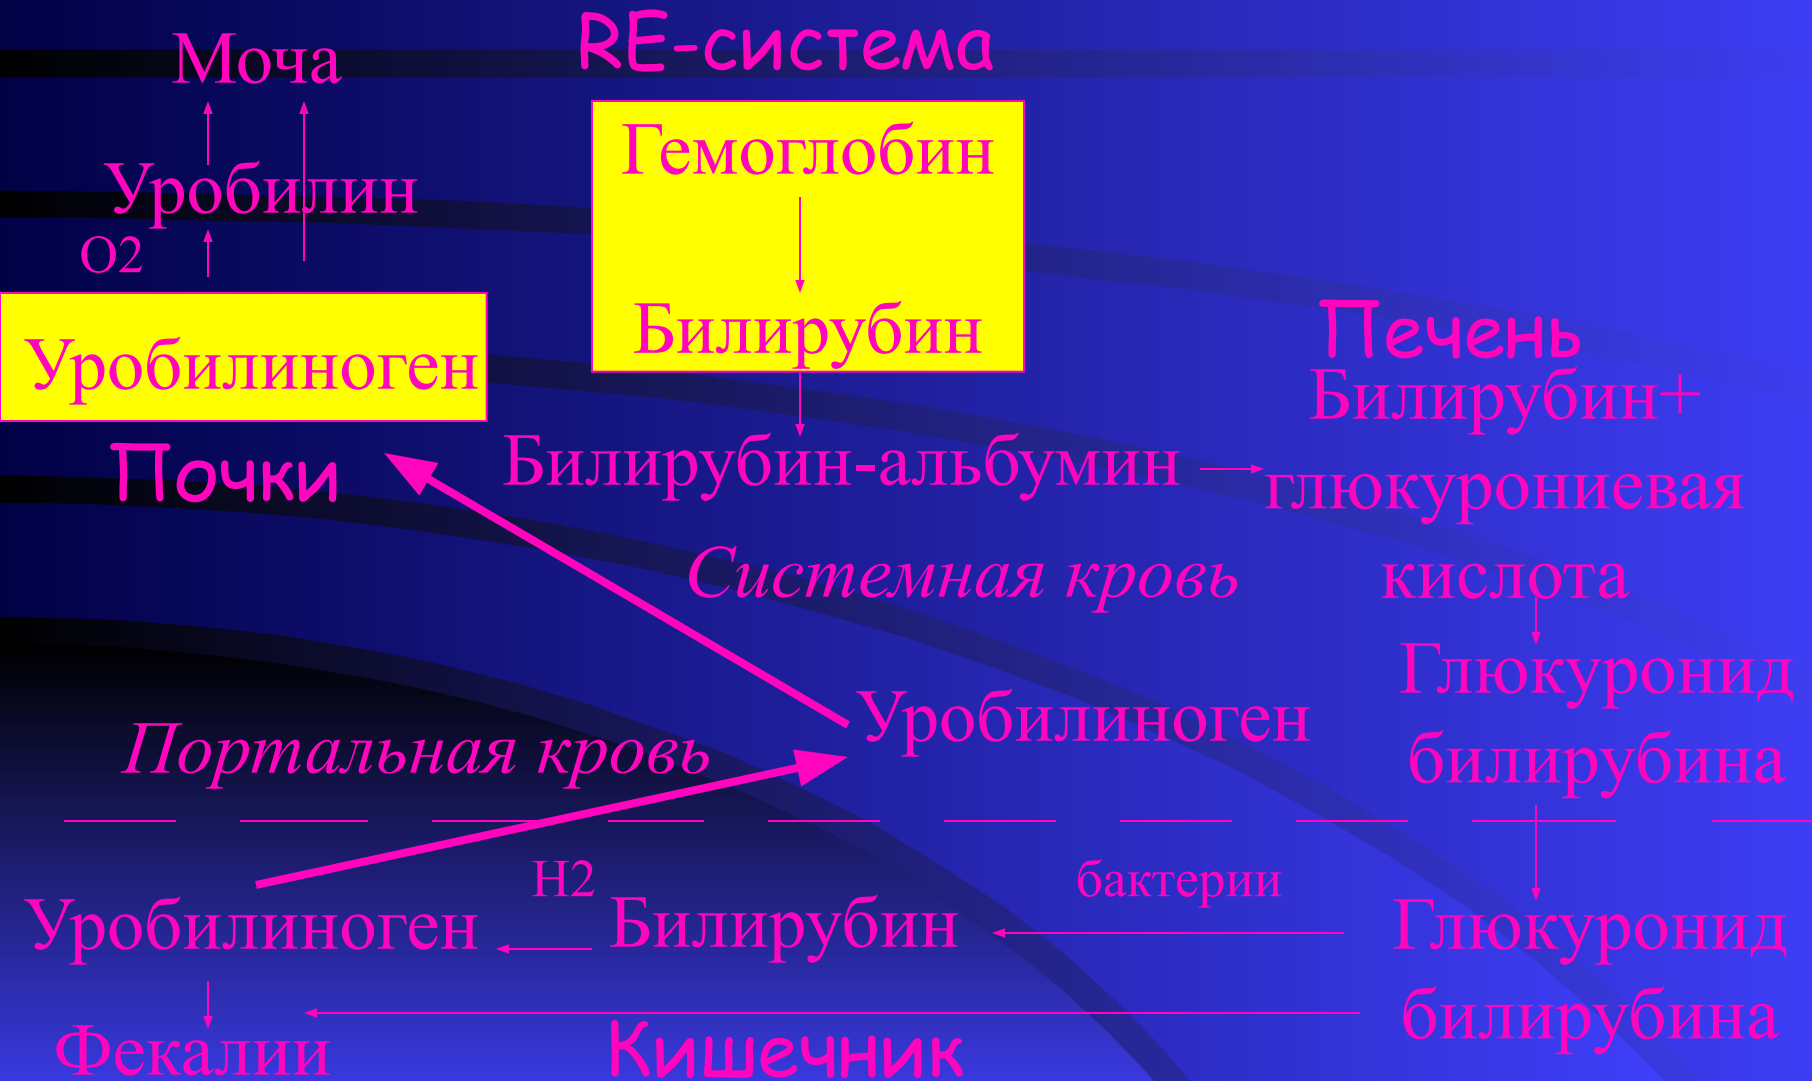 RE-система
Моча
Гемоглобин
Уробилин
O2
Билирубин
Печень
Уробилиноген
Билирубин+
Почки
Билирубин-альбумин
глюкурониевая
Системная кровь
кислота
Глюкуронид
Уробилиноген
Портальная кровь
билирубина
H2
бактерии
Уробилиноген
Билирубин
Глюкуронид
билирубина
Фекалии
Кишечник